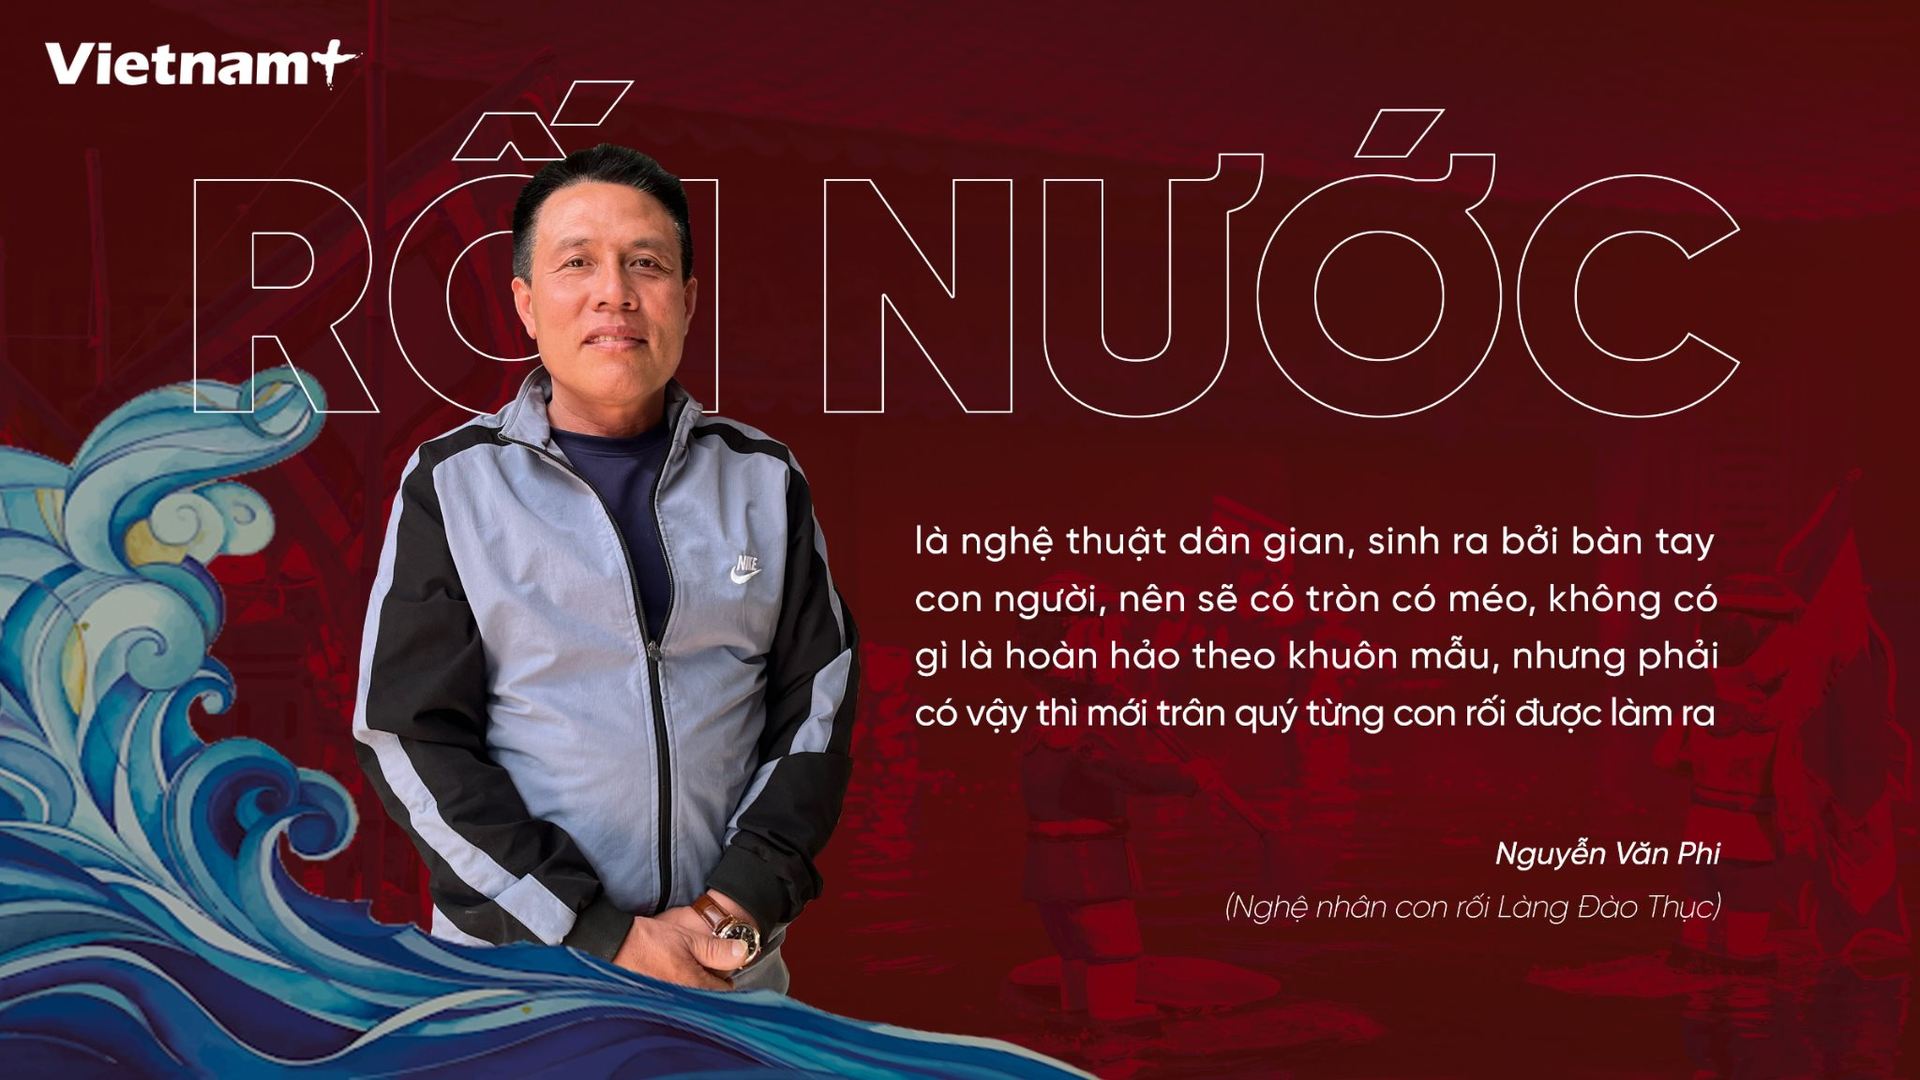 Vietnam+
RỐI NƯỚC
là nghệ thuật dân gian, sinh ra bởi bàn tay
con người, nên sẽ có tròn có méo, không có
gì là hoàn hảo theo khuôn mẫu, nhưng phải
có vậy thì mới trân quý từng con rối được làm ra
NIKE
Nguyễn Văn Phi
(Nghệ nhân con rối Làng Đào Thục)